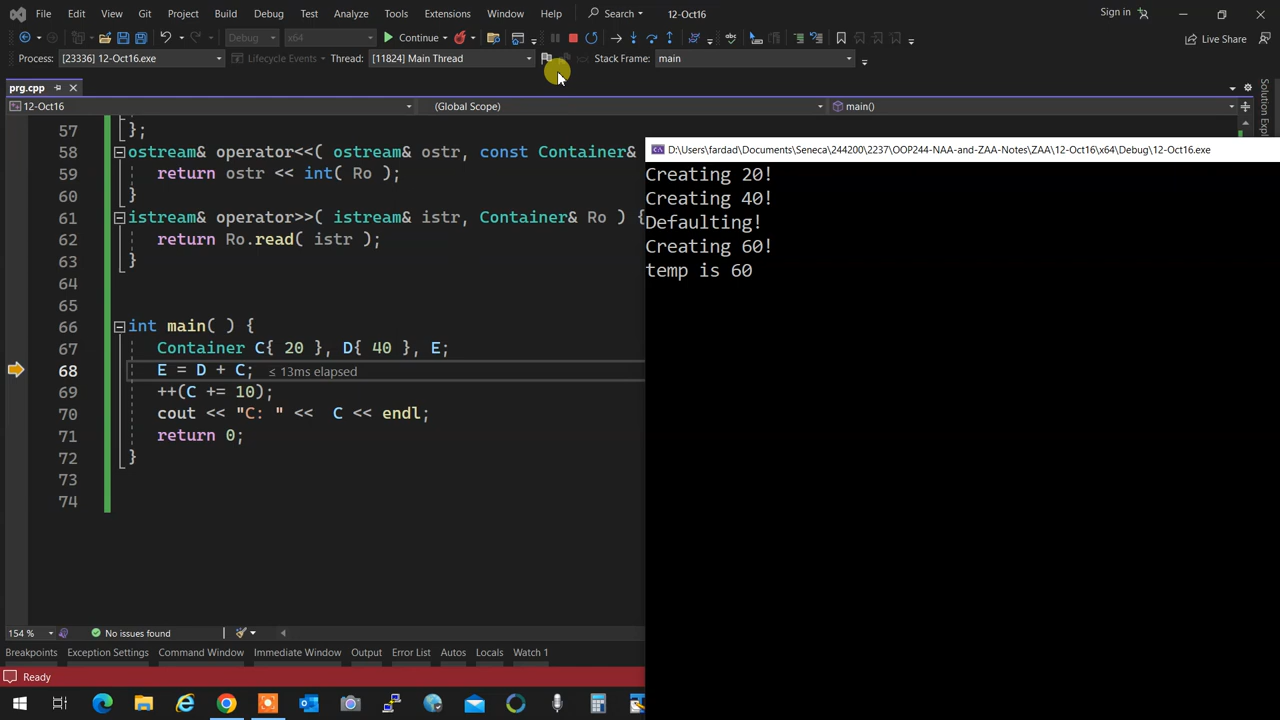 File Edit View Git Project Build Debug Test Analyze Tools Extensions Window Help Search 12-Oct16 Sign in
Debug x64 Continue Live Share
Process: [23336] 12-Oct16.exe Lifecycle Events Thread: [11824] Main Thread Stack Frame: main
prg.cpp
12-Oct16 (Global Scope) main()
Solution Expl
57 };
58 ostream& operator<<( ostream& ostr, const Container&
59 return ostr << int( Ro );
60 }
61 istream& operator>>( istream& istr, Container& Ro ) {
62 return Ro.read( istr );
63 }
64
65
66 int main( ) {
67 Container C{ 20 }, D{ 40 }, E;
68 E = D + C; ≤ 13ms elapsed
69 ++(C += 10);
70 cout << "C: " << C << endl;
71 return 0;
72 }
73
74
D:\Users\fardad\Documents\Seneca\244200\2237\OOP244-NAA-and-ZAA-Notes\ZAA\12-Oct16\x64\Debug\12-Oct16.exe
Creating 20!
Creating 40!
Defaulting!
Creating 60!
temp is 60
154 % No issues found
Breakpoints Exception Settings Command Window Immediate Window Output Error List Autos Locals Watch 1
Ready